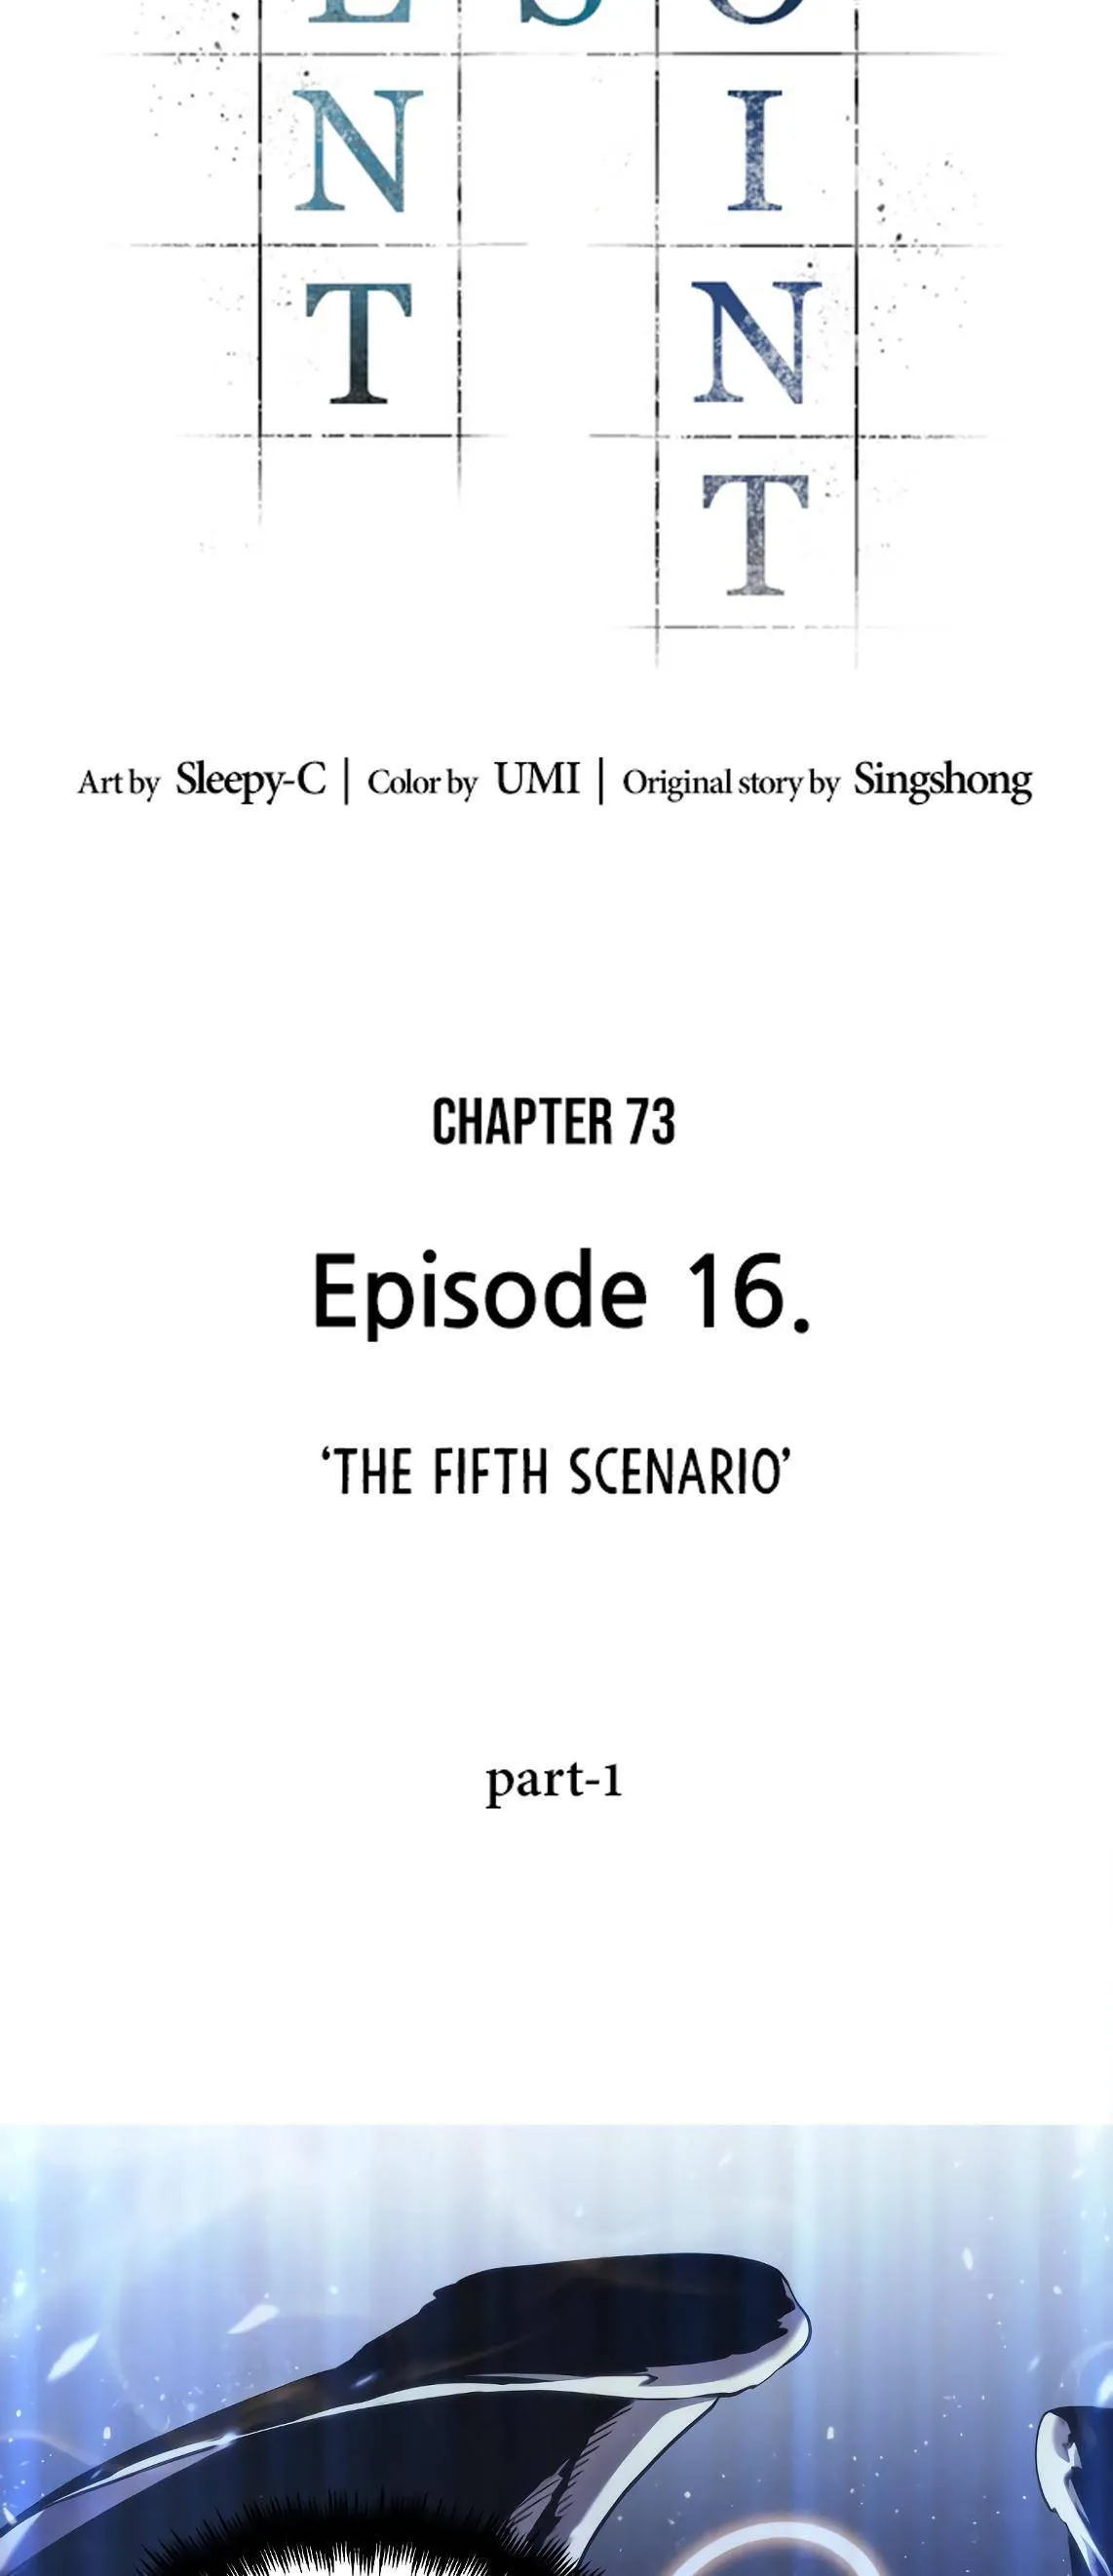 E S O
N I
T N
T
Art by Sleepy-C | Color by UMI | Original story by Singshong
CHAPTER 73
Episode 16.
‘THE FIFTH SCENARIO’
part-1